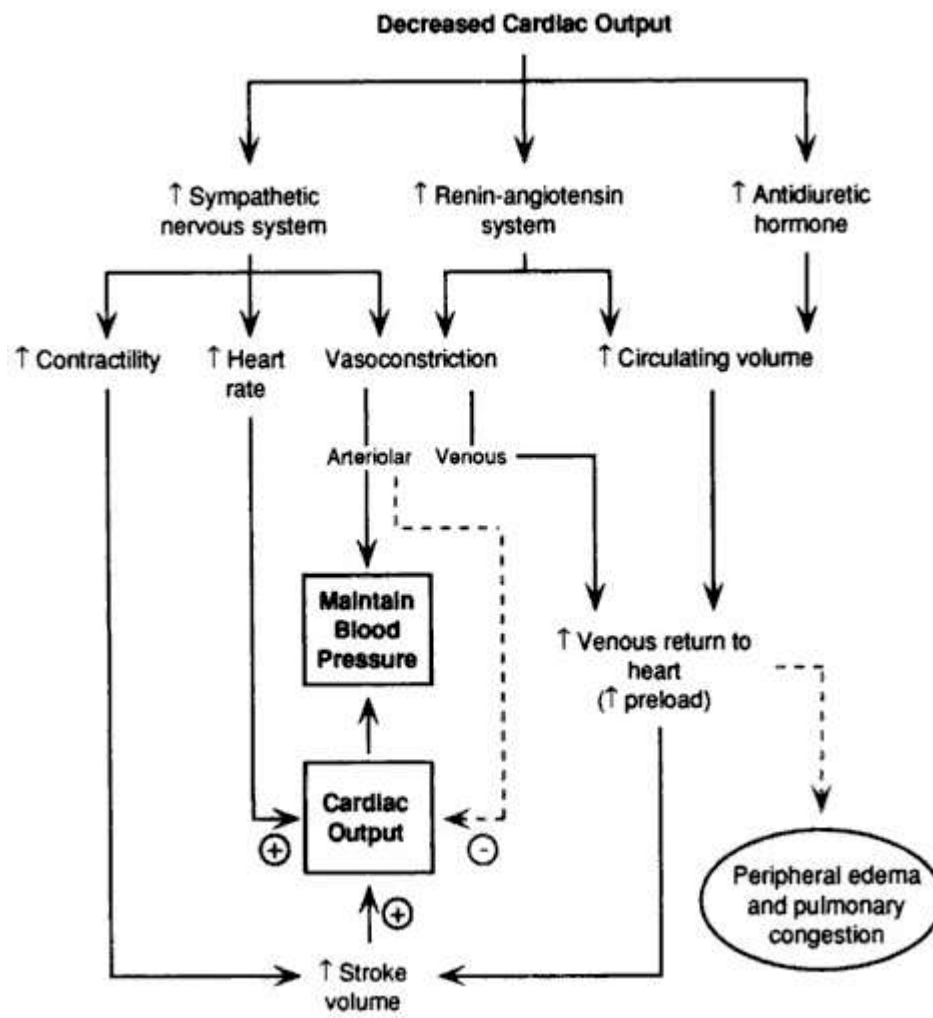 Decreased Cardiac Output
↑ Sympathetic
nervous system
↑ Renin-angiotensin
system
↑ Antidiuretic
hormone
↑ Contractility
↑ Heart
rate
Vasoconstriction
↑ Circulating volume
Arteriolar
Venous
Maintain
Blood
Pressure
↑ Venous return to
heart
(↑ preload)
Cardiac
Output
+
-
+
Peripheral edema
and pulmonary
congestion
↑ Stroke
volume